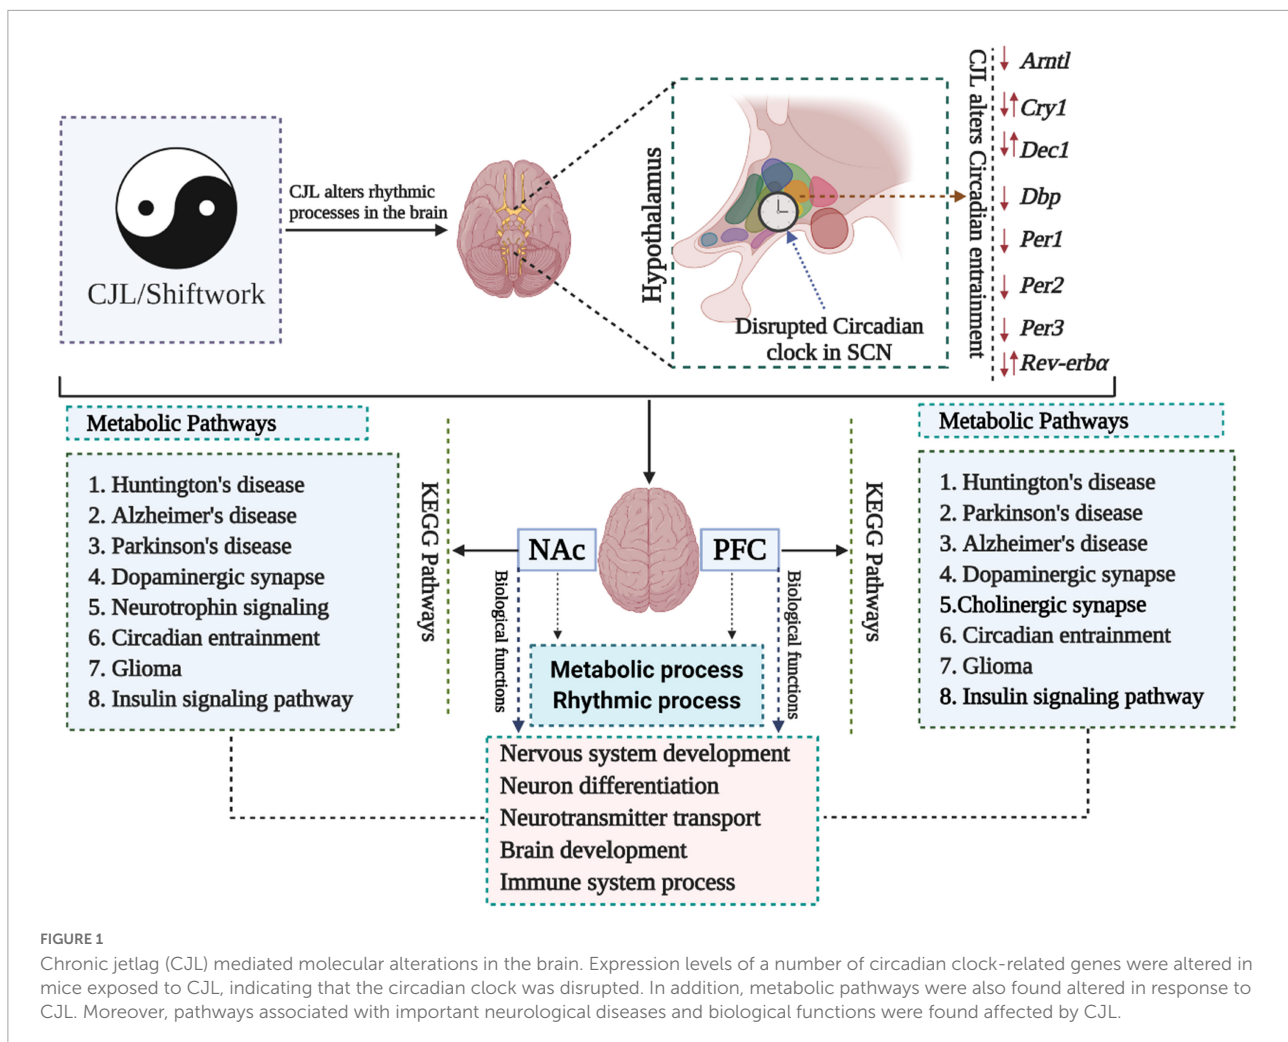 CJL/Shiftwork
CJL alters rhythmic
processes in the brain
Hypothalamus
Disrupted Circadian
clock in SCN
CJL alters Circadian entrainment
↓ Arntl
↓↑ Cry1
↓↑ Dec1
↓ Dbp
↓ Per1
↓ Per2
↓ Per3
↓↑ Rev-erbα
Metabolic Pathways
1. Huntington's disease
2. Alzheimer's disease
3. Parkinson's disease
4. Dopaminergic synapse
5. Neurotrophin signaling
6. Circadian entrainment
7. Glioma
8. Insulin signaling pathway
KEGG Pathways
NAc
PFC
Biological functions
Biological functions
Metabolic process
Rhythmic process
KEGG Pathways
Metabolic Pathways
1. Huntington's disease
2. Parkinson's disease
3. Alzheimer's disease
4. Dopaminergic synapse
5.Cholinergic synapse
6. Circadian entrainment
7. Glioma
8. Insulin signaling pathway
Nervous system development
Neuron differentiation
Neurotransmitter transport
Brain development
Immune system process
FIGURE 1
Chronic jetlag (CJL) mediated molecular alterations in the brain. Expression levels of a number of circadian clock-related genes were altered in
mice exposed to CJL, indicating that the circadian clock was disrupted. In addition, metabolic pathways were also found altered in response to
CJL. Moreover, pathways associated with important neurological diseases and biological functions were found affected by CJL.